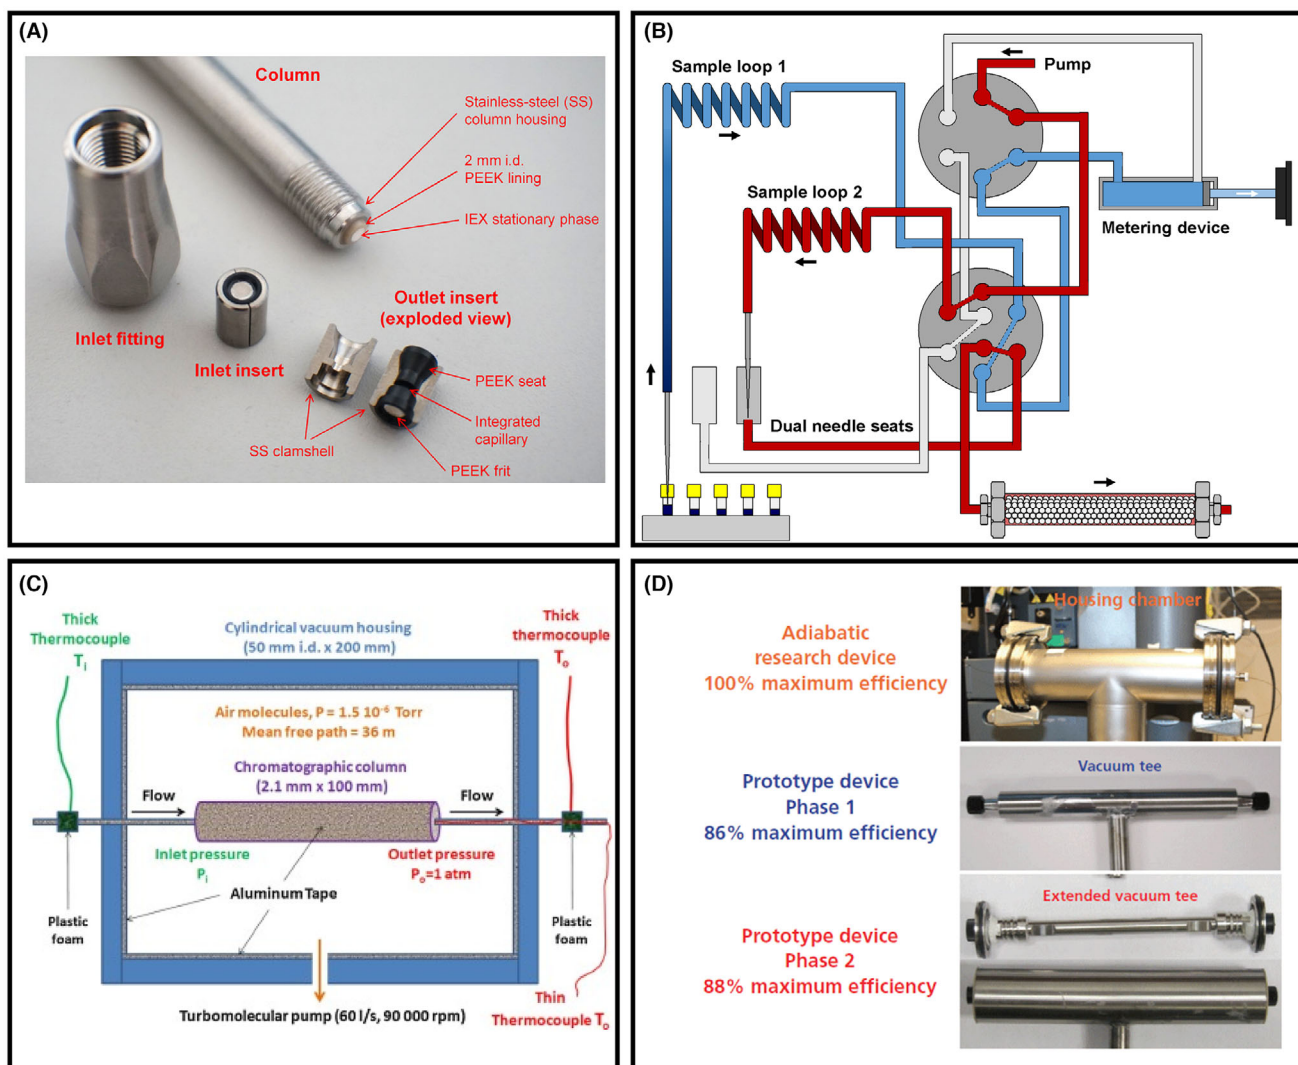 (A)
Column
Stainless-steel (SS)
column housing
2 mm i.d.
PEEK lining
IEX stationary phase
Inlet fitting
Inlet insert
Outlet insert
(exploded view)
PEEK seat
Integrated
capillary
SS clamshell
PEEK frit
(B)
Sample loop 1
Pump
Sample loop 2
Metering device
Dual needle seats
(C)
Thick
Thermocouple
Ti
Cylindrical vacuum housing
(50 mm i.d. x 200 mm)
Thick
thermocouple
To
Air molecules, P = 1.5 10⁻⁶ Torr
Mean free path = 36 m
Chromatographic column
(2.1 mm x 100 mm)
Flow
Flow
Inlet pressure
Pi
Outlet pressure
Po=1 atm
Aluminum Tape
Plastic
foam
Plastic
foam
Thin
Thermocouple To
Turbomolecular pump (60 l/s, 90 000 rpm)
(D)
Adiabatic
research device
100% maximum efficiency
Housing chamber
Prototype device
Phase 1
86% maximum efficiency
Vacuum tee
Prototype device
Phase 2
88% maximum efficiency
Extended vacuum tee